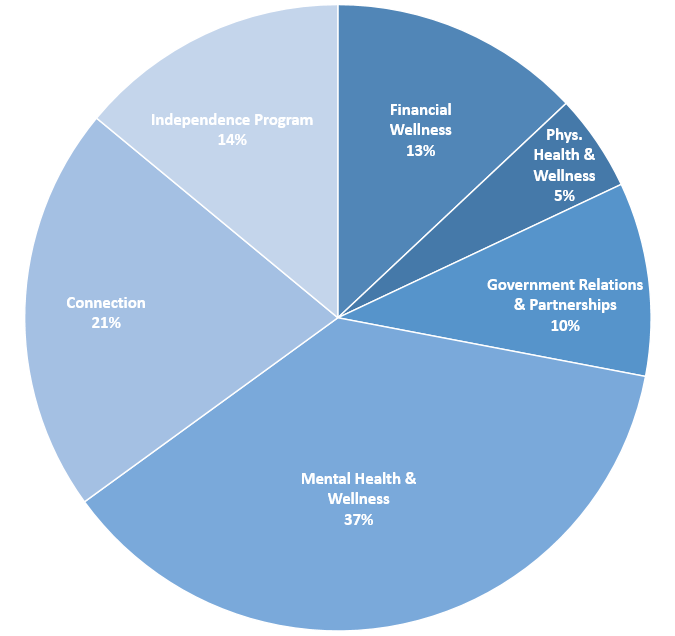 Financial
Wellness
13%
Phys.
Health &
Wellness
5%
Government Relations
& Partnerships
10%
Mental Health &
Wellness
37%
Connection
21%
Independence Program
14%